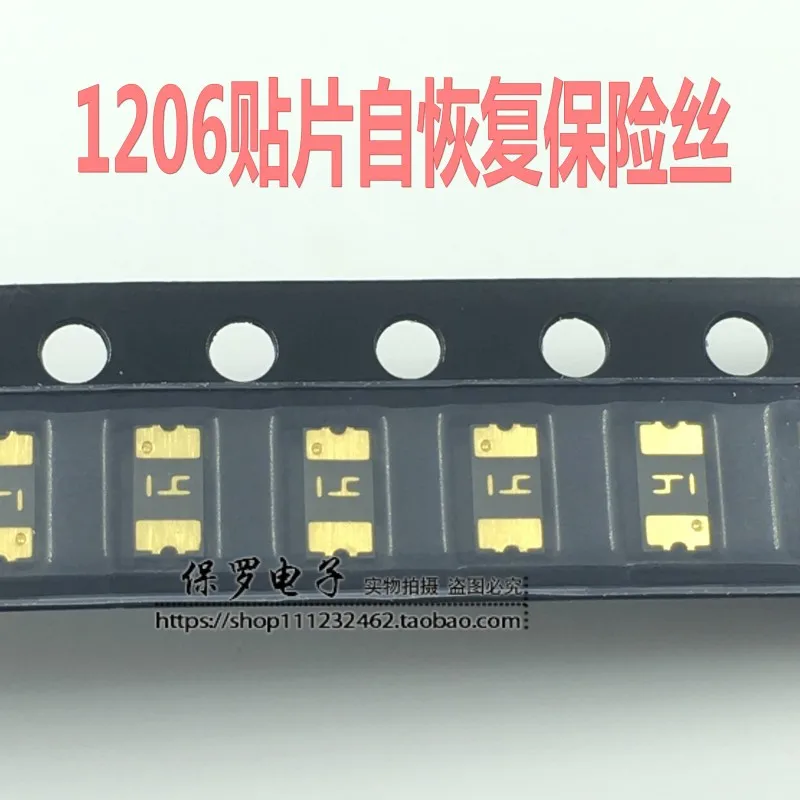 1206贴片自恢复保险丝
保罗电子 实物拍摄 盗图必究
https://shop111232462.taobao.com